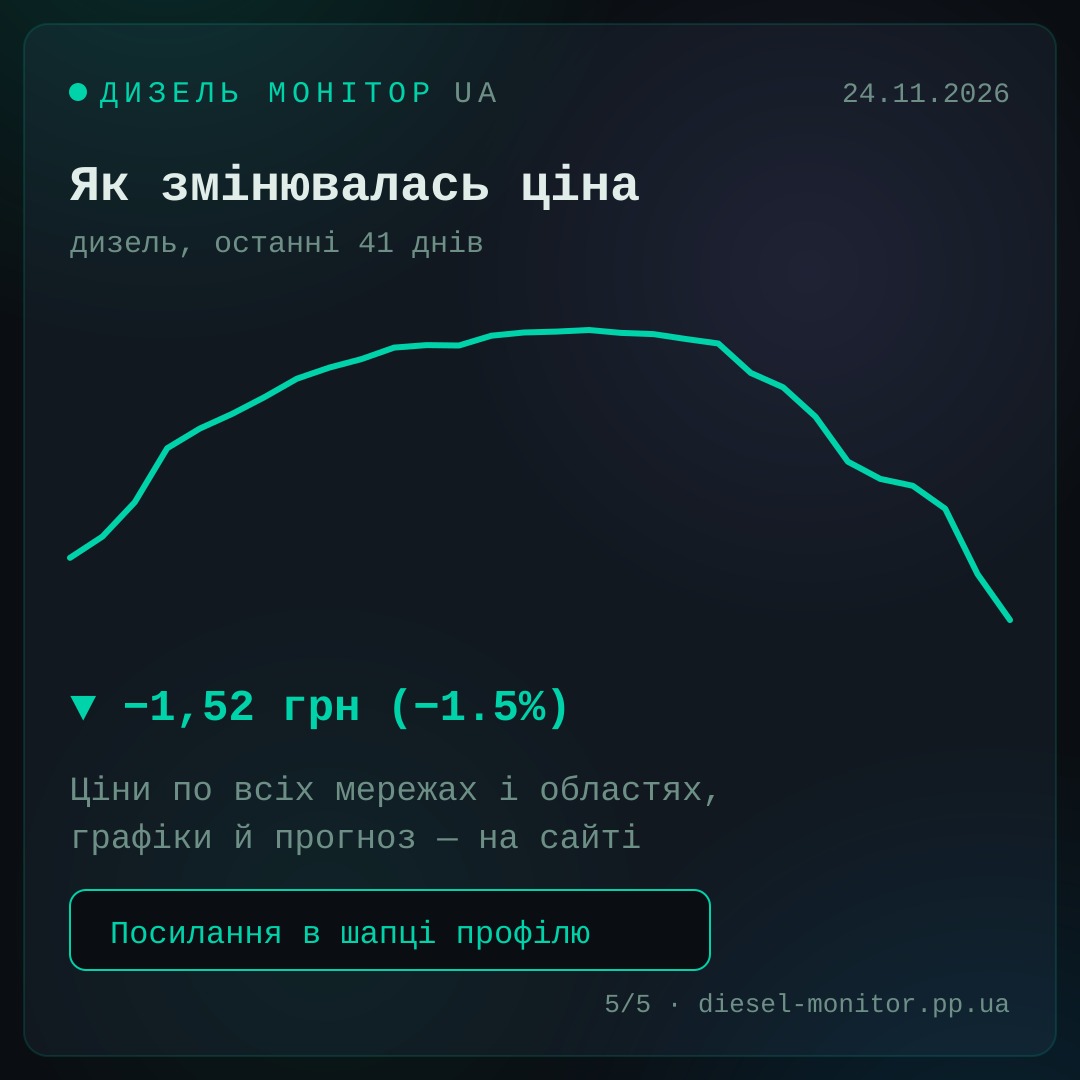 ДИЗЕЛЬ МОНІТОР UA
24.11.2026
Як змінювалась ціна
дизель, останні 41 днів
▼ −1,52 грн (−1.5%)
Ціни по всіх мережах і областях,
графіки й прогноз — на сайті
Посилання в шапці профілю
5/5 · diesel-monitor.pp.ua